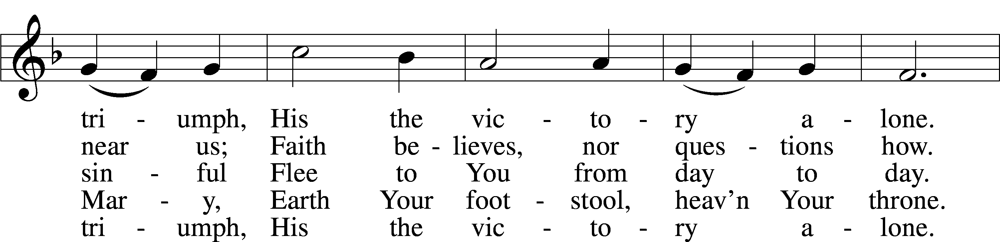 tri - umph, His the vic - to - ry a - lone.
near us; Faith be - lieves, nor ques - tions how.
sin - ful Flee to You from day to day.
Mar - y, Earth Your foot - stool, heav’n Your throne.
tri - umph, His the vic - to - ry a - lone.